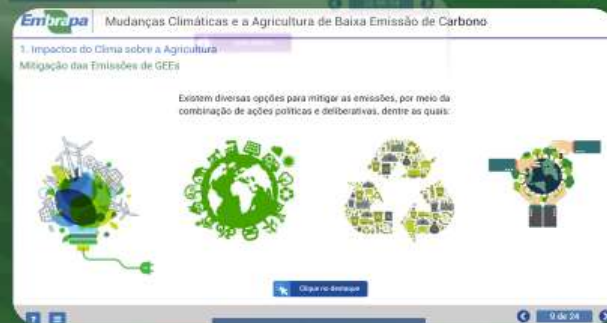 Embrapa
Mudanças Climáticas e a Agricultura de Baixa Emissão de Carbono
1. Impactos do Clima sobre a Agricultura
Mitigação das Emissões de GEEs
Existem diversas opções para mitigar as emissões, por meio da
combinação de ações políticas e deliberativas, dentre as quais:
Clique no destaque
?
9 de 24